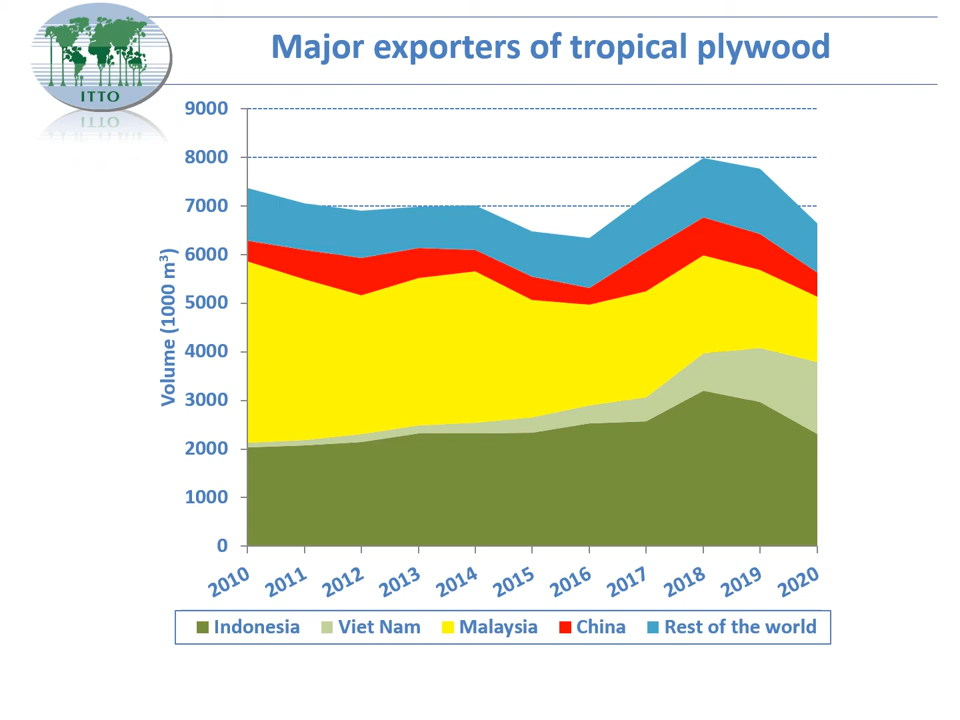 Major exporters of tropical plywood
ITTO
9000
8000
7000
6000
5000
4000
3000
2000
1000
0
Volume (1000 m³)
2010 2011 2012 2013 2014 2015 2016 2017 2018 2019 2020
Indonesia Viet Nam Malaysia China Rest of the world